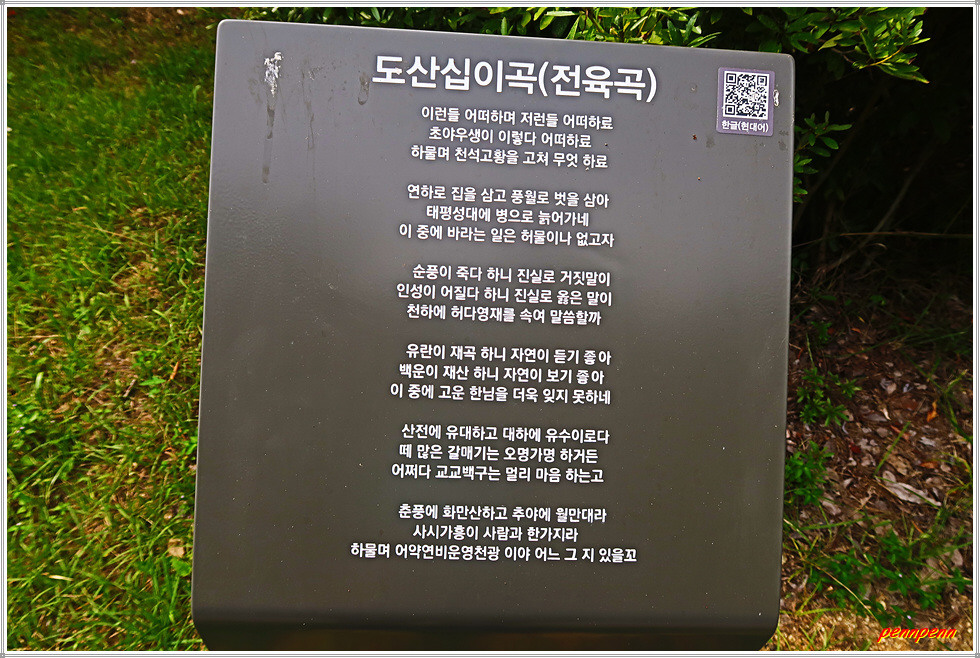 도산십이곡(전육곡)
한글(현대어)
이런들 어떠하며 저런들 어떠하료
초야우생이 이렇다 어떠하료
하물며 천석고황을 고쳐 무엇 하료
연하로 집을 삼고 풍월로 벗을 삼아
태평성대에 병으로 늙어가네
이 중에 바라는 일은 허물이나 없고자
순풍이 죽다 하니 진실로 거짓말이
인성이 어질다 하니 진실로 옳은 말이
천하에 허다영재를 속여 말씀할까
유란이 재곡 하니 자연이 듣기 좋아
백운이 재산 하니 자연이 보기 좋아
이 중에 고운 한님을 더욱 잊지 못하네
산전에 유대하고 대하에 유수이로다
떼 많은 갈매기는 오명가명 하거든
어쩌다 교교백구는 멀리 마음 하는고
춘풍에 화만산하고 추야에 월만대라
사시가흥이 사람과 한가지라
하물며 어약연비운영천광 이야 어느 그 지 있을꼬
pennpenn